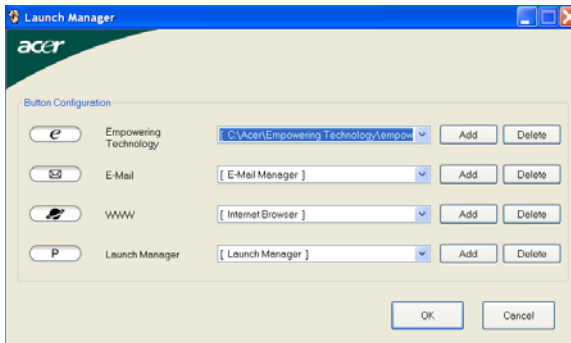 Launch Manager
acer
Button Configuration
e Empowering Technology [ C:\Acer\Empowering Technology\empow Add Delete
E-Mail [ E-Mail Manager ] Add Delete
WWW [ Internet Browser ] Add Delete
P Launch Manager [ Launch Manager ] Add Delete
OK Cancel